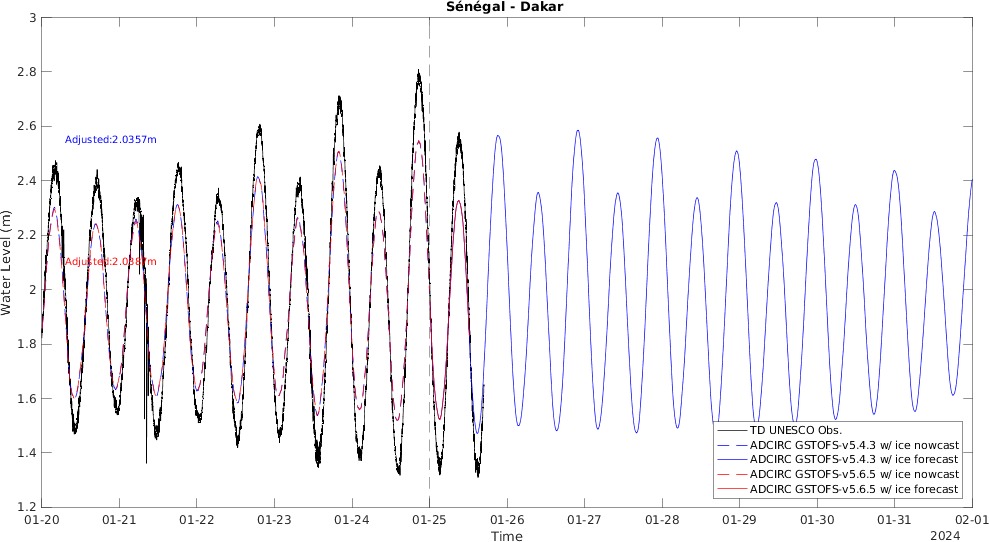 Sénégal - Dakar
Water Level (m)
3
2.8
2.6
2.4
2.2
2
1.8
1.6
1.4
1.2
Adjusted:2.0357m
Adjusted:2.0387m
TD UNESCO Obs.
ADCIRC GSTOFS-v5.4.3 w/ ice nowcast
ADCIRC GSTOFS-v5.4.3 w/ ice forecast
ADCIRC GSTOFS-v5.6.5 w/ ice nowcast
ADCIRC GSTOFS-v5.6.5 w/ ice forecast
01-20 01-21 01-22 01-23 01-24 01-25 01-26 01-27 01-28 01-29 01-30 01-31 02-01
Time
2024